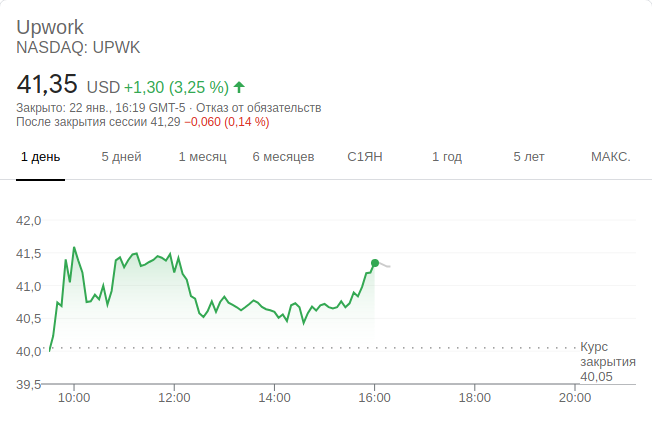 Upwork
NASDAQ: UPWK
41,35 USD +1,30 (3,25 %)
Закрыто: 22 янв., 16:19 GMT-5 · Отказ от обязательств
После закрытия сессии 41,29 −0,060 (0,14 %)
1 день 5 дней 1 месяц 6 месяцев С1ЯН 1 год 5 лет МАКС.
42,0
41,5
41,0
40,5
40,0
39,5
Курс
закрытия
40,05
10:00 12:00 14:00 16:00 18:00 20:00